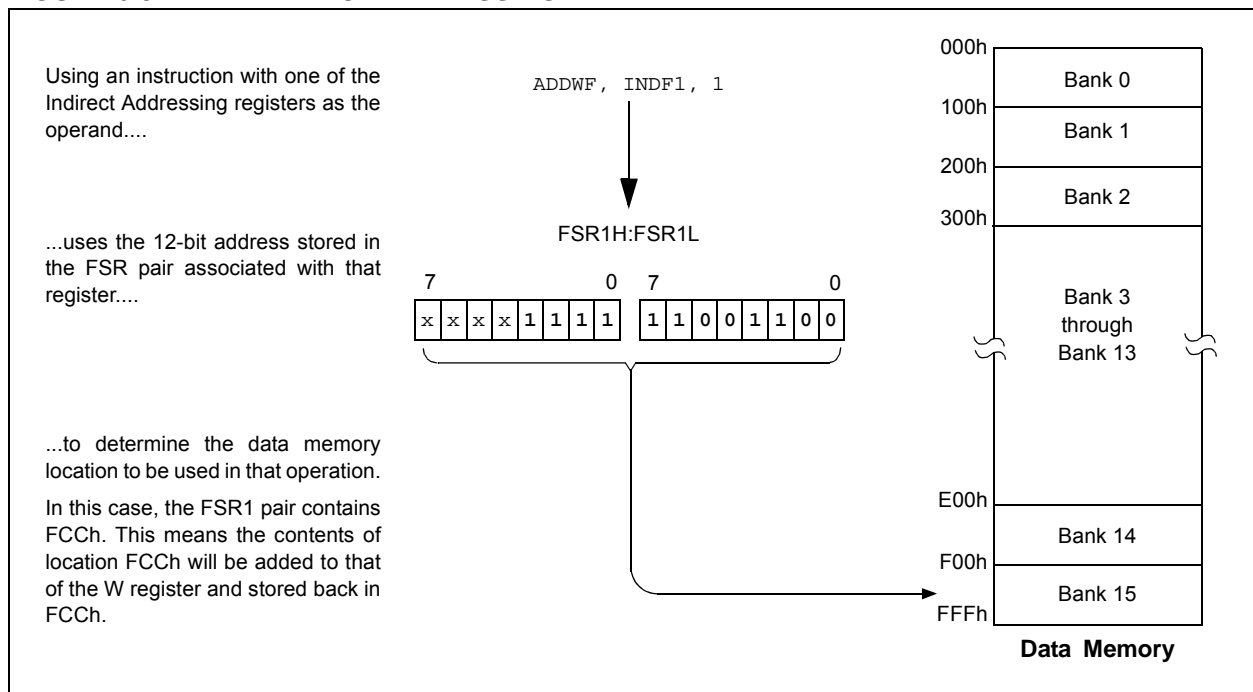 Using an instruction with one of the
Indirect Addressing registers as the
operand....
ADDWF, INDF1, 1
...uses the 12-bit address stored in
the FSR pair associated with that
register....
FSR1H:FSR1L
7 0 7 0
x x x x 1 1 1 1 1 1 0 0 1 1 0 0
...to determine the data memory
location to be used in that operation.
In this case, the FSR1 pair contains
FCCh. This means the contents of
location FCCh will be added to that
of the W register and stored back in
FCCh.
000h
Bank 0
100h
Bank 1
200h
Bank 2
300h
Bank 3
through
Bank 13
E00h
Bank 14
F00h
Bank 15
FFFh
Data Memory